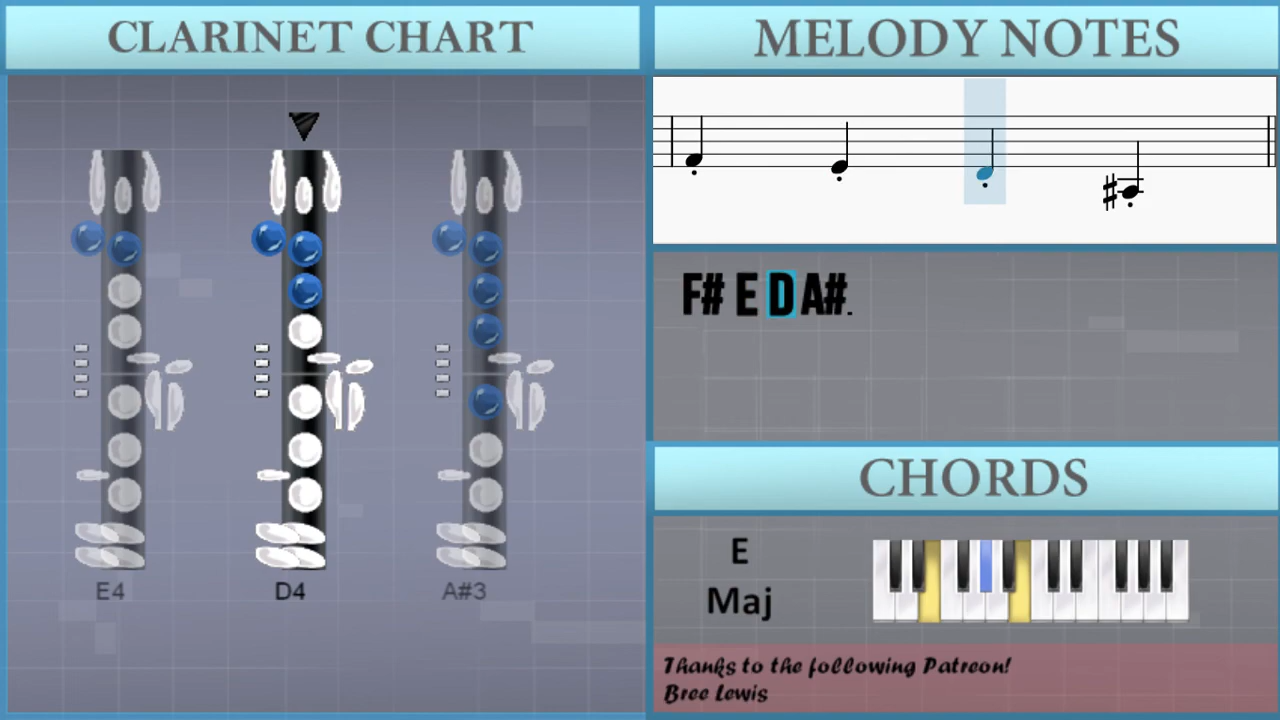 CLARINET CHART
E4
D4
A#3
MELODY NOTES
F# E D A#.
CHORDS
E
Maj
Thanks to the following Patreon!
Bree Lewis